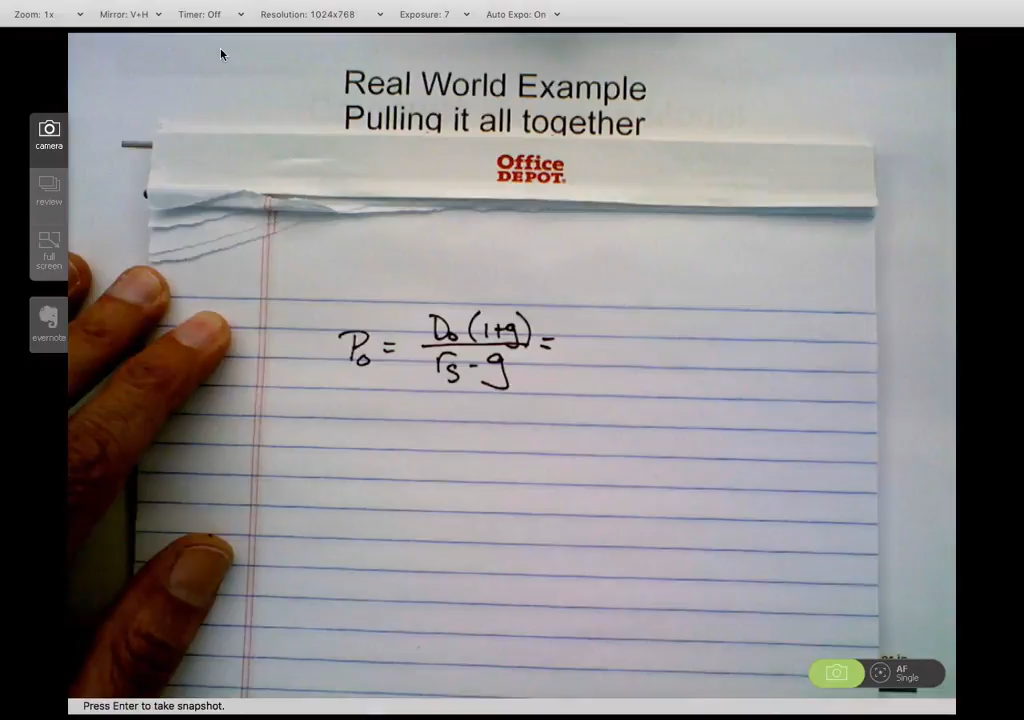 Zoom: 1x Mirror: V+H Timer: Off Resolution: 1024x768 Exposure: 7 Auto Expo: On
Real World Example
Pulling it all together
Office
DEPOT.
camera
review
full
screen
evernote
P₀ = D₀(1+g) / (rs - g) =
AF
Single
Press Enter to take snapshot.